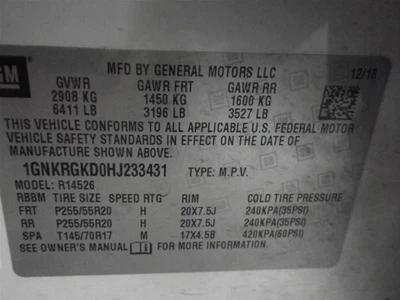 GM
MFD BY GENERAL MOTORS LLC 12/16
GVWR GAWR FRT GAWR RR
2908 KG 1450 KG 1600 KG
6411 LB 3196 LB 3527 LB
THIS VEHICLE CONFORMS TO ALL APPLICABLE U.S. FEDERAL MOTOR
VEHICLE SAFETY STANDARDS IN EFFECT ON THE DATE OF
MANUFACTURE SHOWN ABOVE.
1GNKRGKD0HJ233431 TYPE: M.P.V.
MODEL: R14526
RBBM TIRE SIZE SPEED RTG RIM COLD TIRE PRESSURE
FRT P255/55R20 H 20X7.5J 240KPA(35PSI)
RR P255/55R20 H 20X7.5J 240KPA(35PSI)
SPA T145/70R17 M 17X4.5B 420KPA(60PSI)
SEE OWNER'S MANUAL FOR MORE INFORMATION.